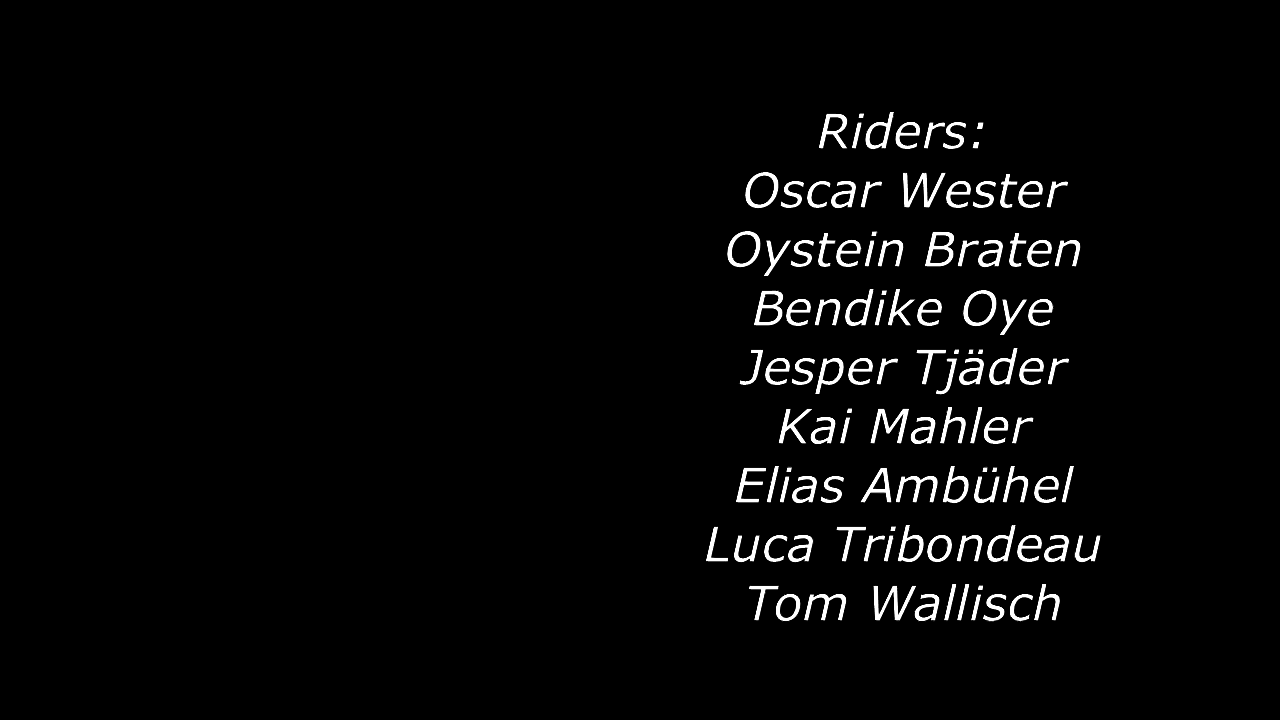 Riders:
Oscar Wester
Oystein Braten
Bendike Oye
Jesper Tjäder
Kai Mahler
Elias Ambühel
Luca Tribondeau
Tom Wallisch